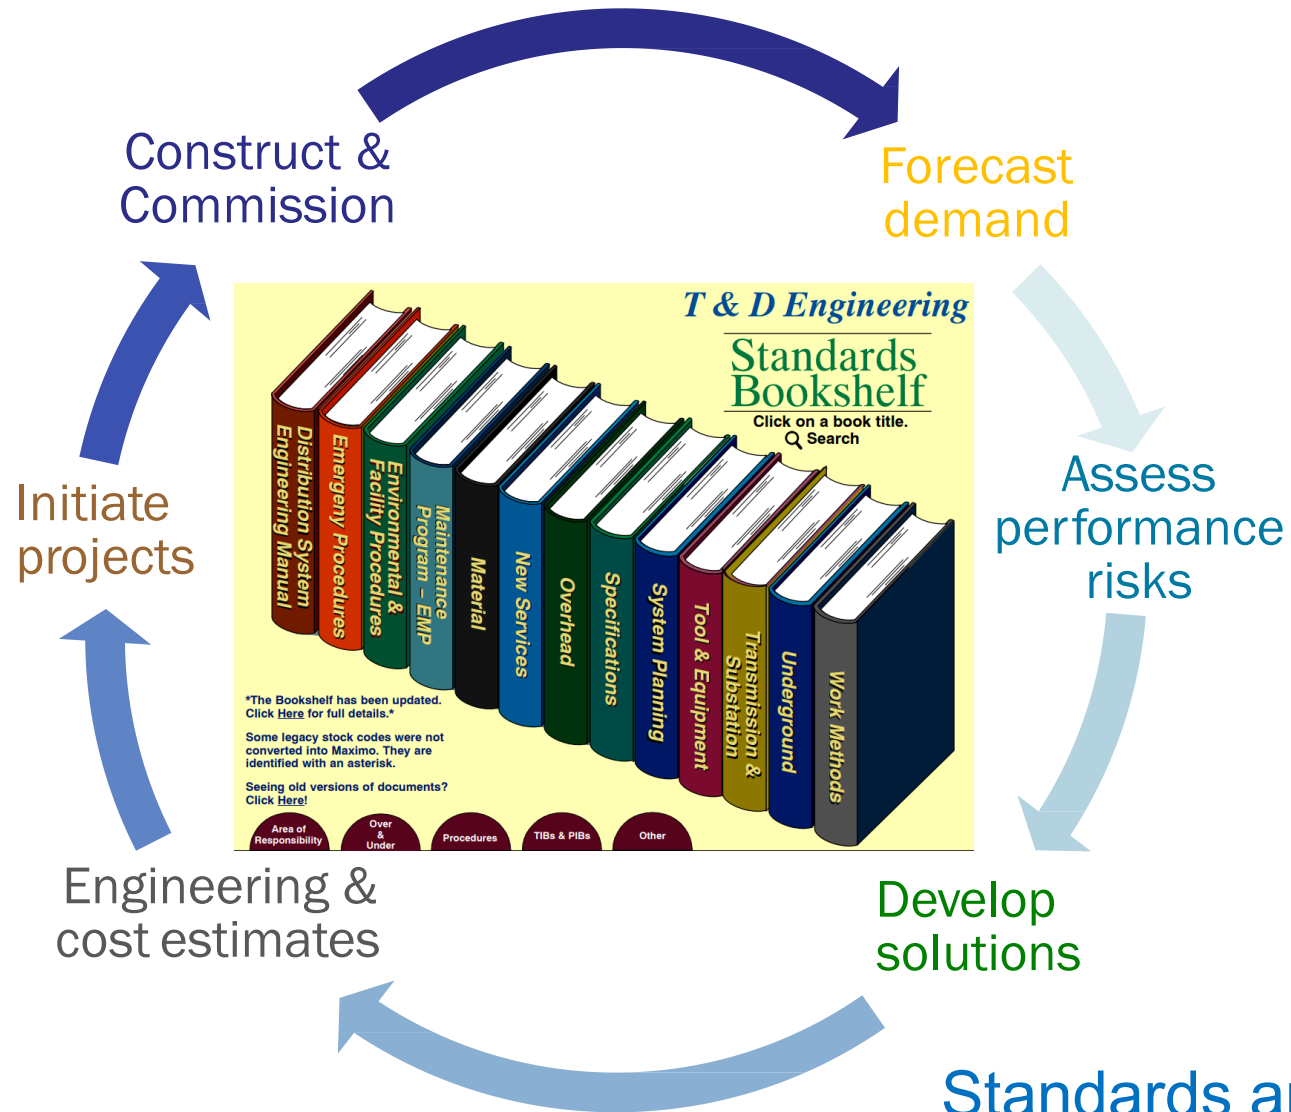 Construct &
Commission
Forecast
demand
Assess
performance
risks
Develop
solutions
Engineering &
cost estimates
Initiate
projects
T & D Engineering
Standards
Bookshelf
Click on a book title.
Search
Distribution System
Engineering Manual
Emergeny Procedures
Environmental &
Facility Procedures
Maintenance
Program – EMP
Material
New Services
Overhead
Specifications
System Planning
Tool & Equipment
Transmission &
Substation
Underground
Work Methods
*The Bookshelf has been updated.
Click Here for full details.*
Some legacy stock codes were not
converted into Maximo. They are
identified with an asterisk.
Seeing old versions of documents?
Click Here!
Area of
Responsibility
Over
&
Under
Procedures
TIBs & PIBs
Other
Standards